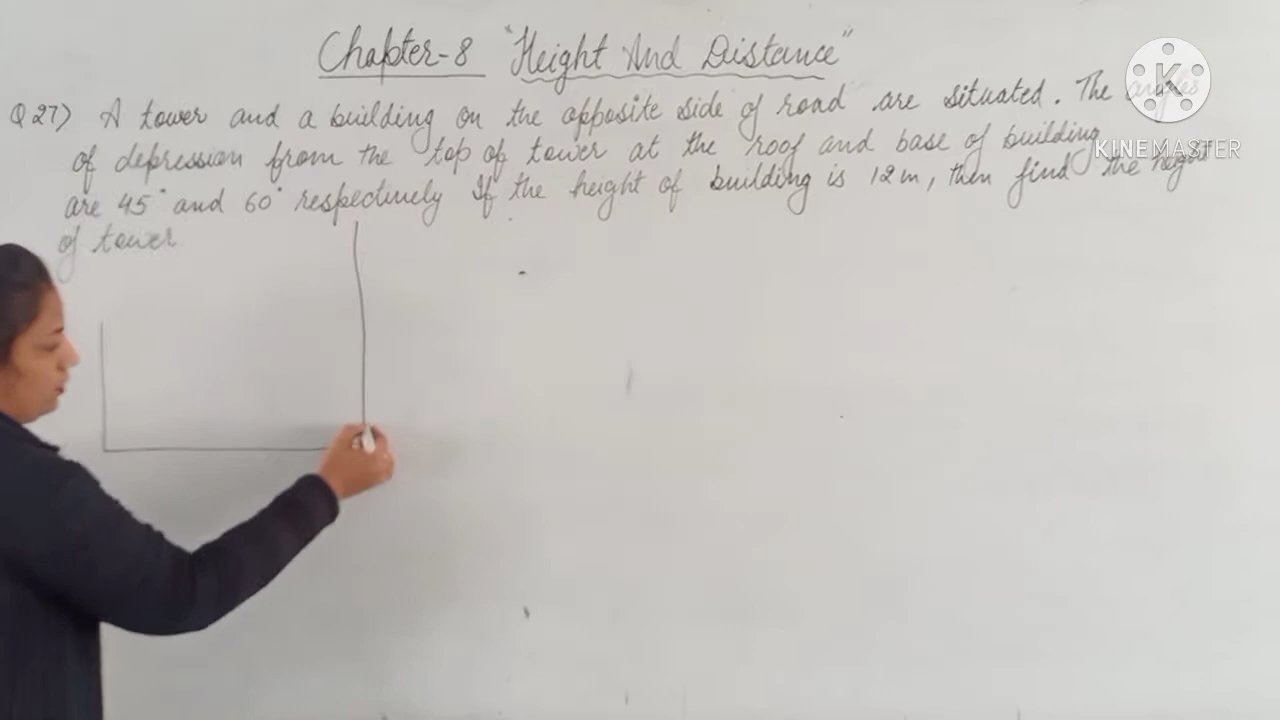 Chapter-8 "Height And Distance"
Q27) A tower and a building on the opposite side of road are situated. The angles
of depression from the top of tower at the roof and base of building
KINEMASTER
are 45° and 60° respectively If the height of building is 12m, then find the height
of tower